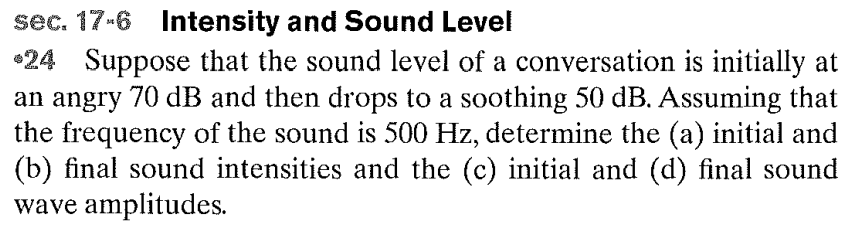 sec. 17-6 Intensity and Sound Level
•24 Suppose that the sound level of a conversation is initially at
an angry 70 dB and then drops to a soothing 50 dB. Assuming that
the frequency of the sound is 500 Hz, determine the (a) initial and
(b) final sound intensities and the (c) initial and (d) final sound
wave amplitudes.